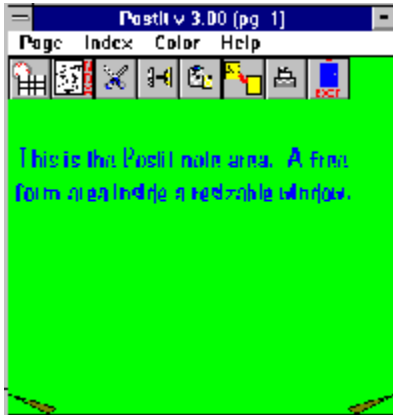 PostIt v 3.00 (pg 1)
Page Index Color Help
EXIT
This is the PostIt note area. A free
form area inside a resizable window.